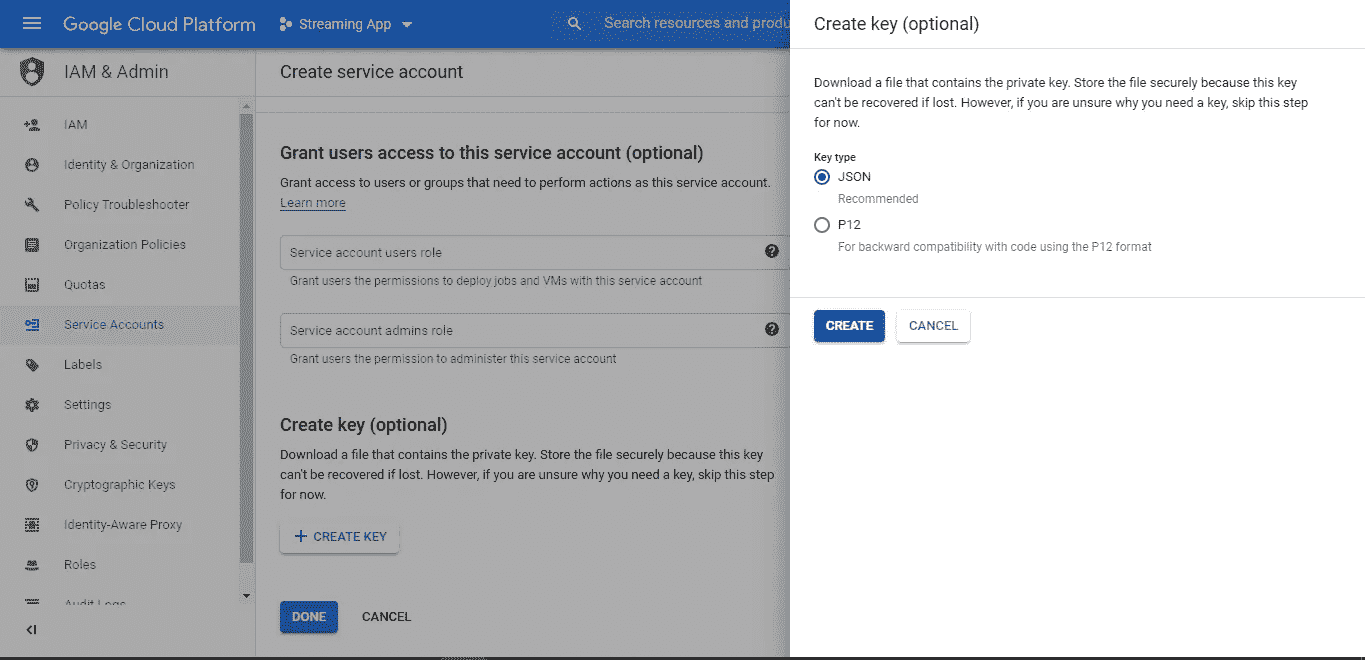 Google Cloud Platform
Streaming App
Search resources and produ
IAM & Admin
IAM
Identity & Organization
Policy Troubleshooter
Organization Policies
Quotas
Service Accounts
Labels
Settings
Privacy & Security
Cryptographic Keys
Identity-Aware Proxy
Roles
Audit Logs
Create service account
Grant users access to this service account (optional)
Grant access to users or groups that need to perform actions as this service account.
Learn more
Service account users role
Grant users the permissions to deploy jobs and VMs with this service account
Service account admins role
Grant users the permission to administer this service account
Create key (optional)
Download a file that contains the private key. Store the file securely because this key
can't be recovered if lost. However, if you are unsure why you need a key, skip this step
for now.
+ CREATE KEY
DONE CANCEL
Create key (optional)
Download a file that contains the private key. Store the file securely because this key
can't be recovered if lost. However, if you are unsure why you need a key, skip this step
for now.
Key type
JSON
Recommended
P12
For backward compatibility with code using the P12 format
CREATE CANCEL